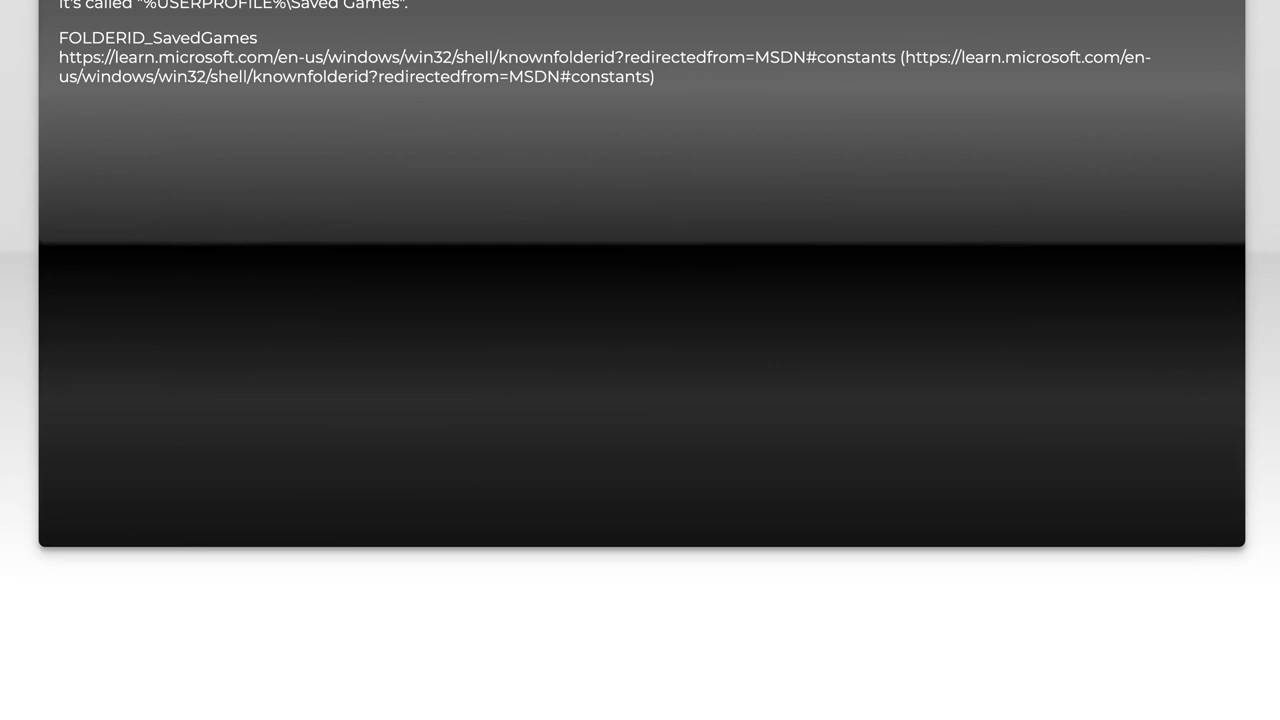 It's called "%USERPROFILE%\Saved Games".
FOLDERID_SavedGames
https://learn.microsoft.com/en-us/windows/win32/shell/knownfolderid?redirectedfrom=MSDN#constants (https://learn.microsoft.com/en-
us/windows/win32/shell/knownfolderid?redirectedfrom=MSDN#constants)